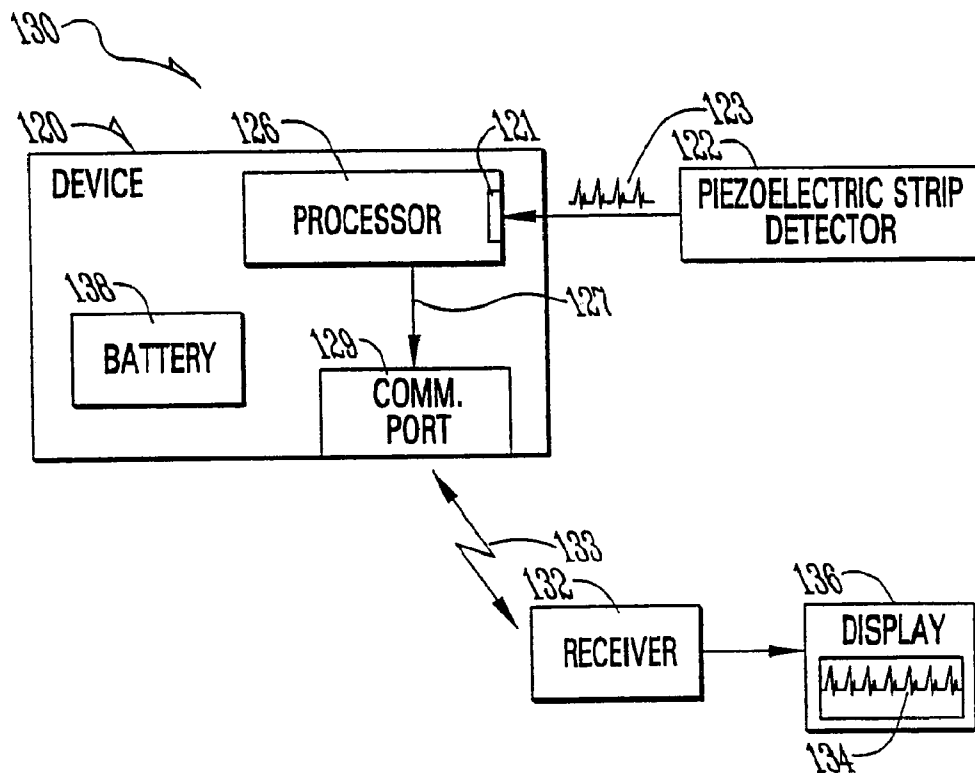 130
120
126
121
123
122
DEVICE
PROCESSOR
PIEZOELECTRIC STRIP
DETECTOR
138
127
BATTERY
129
COMM.
PORT
133
132
136
RECEIVER
DISPLAY
134